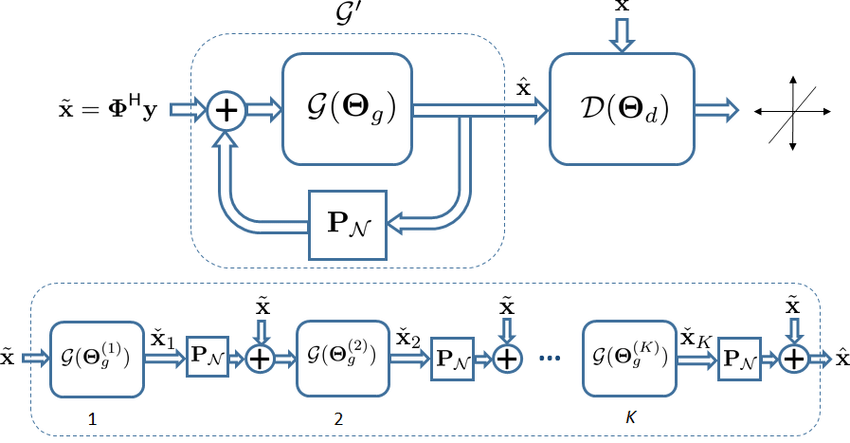 𝒢′
x
x̃ = Φᴴy
+
𝒢(Θ_g)
x̂
𝒟(Θ_d)
P_𝒩
x̃ x̃ x̃
x̃ 𝒢(Θ_g^(1)) x̌₁ P_𝒩 + 𝒢(Θ_g^(2)) x̌₂ P_𝒩 + ... 𝒢(Θ_g^(K)) x̌_K P_𝒩 + x̂
1 2 K